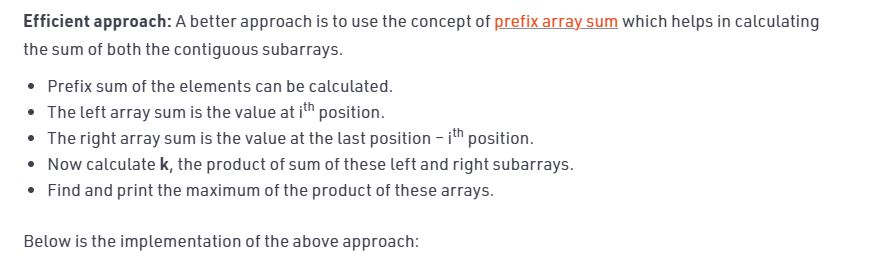 Efficient approach: A better approach is to use the concept of prefix array sum which helps in calculating
the sum of both the contiguous subarrays.
• Prefix sum of the elements can be calculated.
• The left array sum is the value at ith position.
• The right array sum is the value at the last position – ith position.
• Now calculate k, the product of sum of these left and right subarrays.
• Find and print the maximum of the product of these arrays.
Below is the implementation of the above approach: